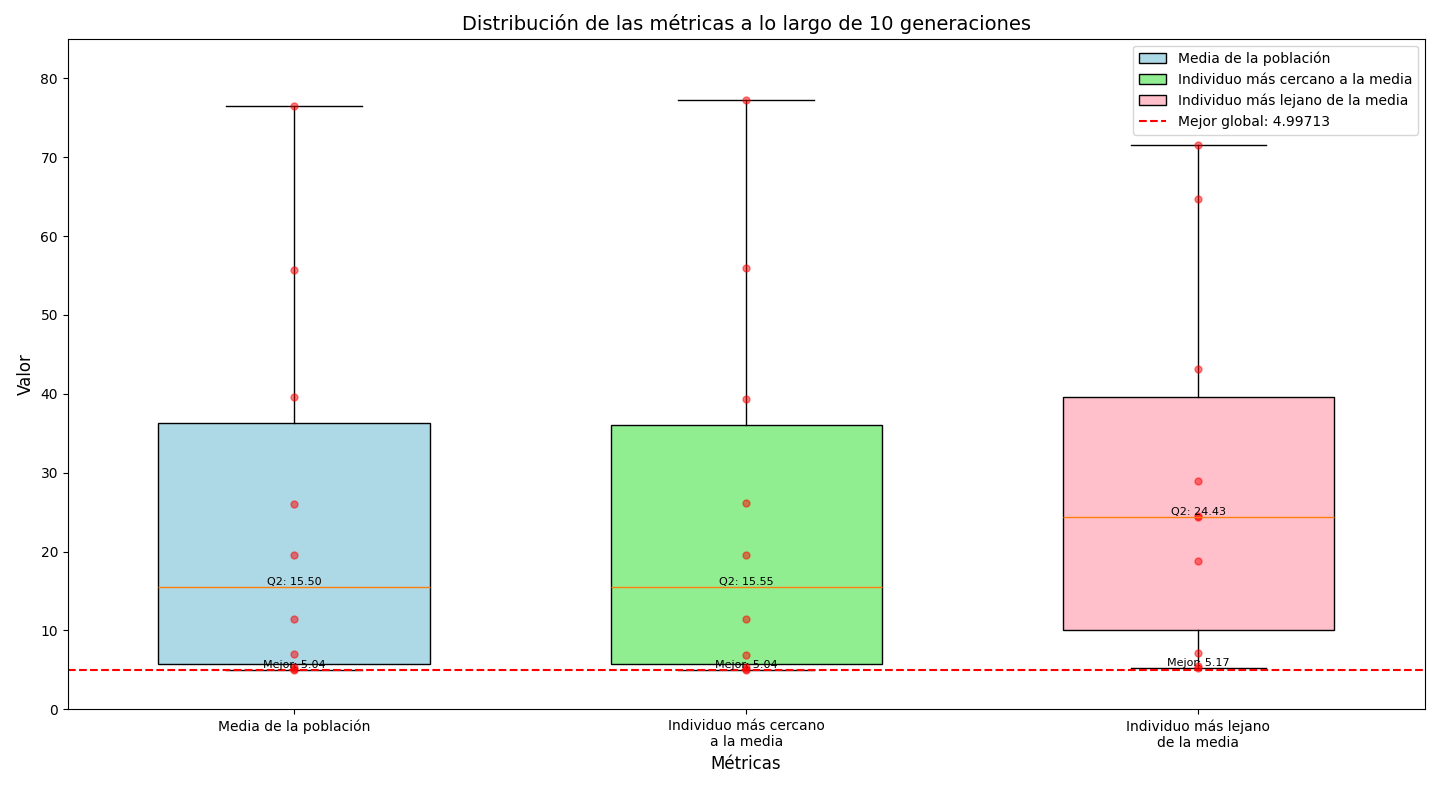 Distribución de las métricas a lo largo de 10 generaciones
Media de la población
Individuo más cercano a la media
Individuo más lejano de la media
Mejor global: 4.99713
Valor
80
70
60
50
40
30
20
10
0
Q2: 15.50
Mejor: 5.04
Q2: 15.55
Mejor: 5.04
Q2: 24.43
Mejor: 5.17
Media de la población
Individuo más cercano
a la media
Individuo más lejano
de la media
Métricas